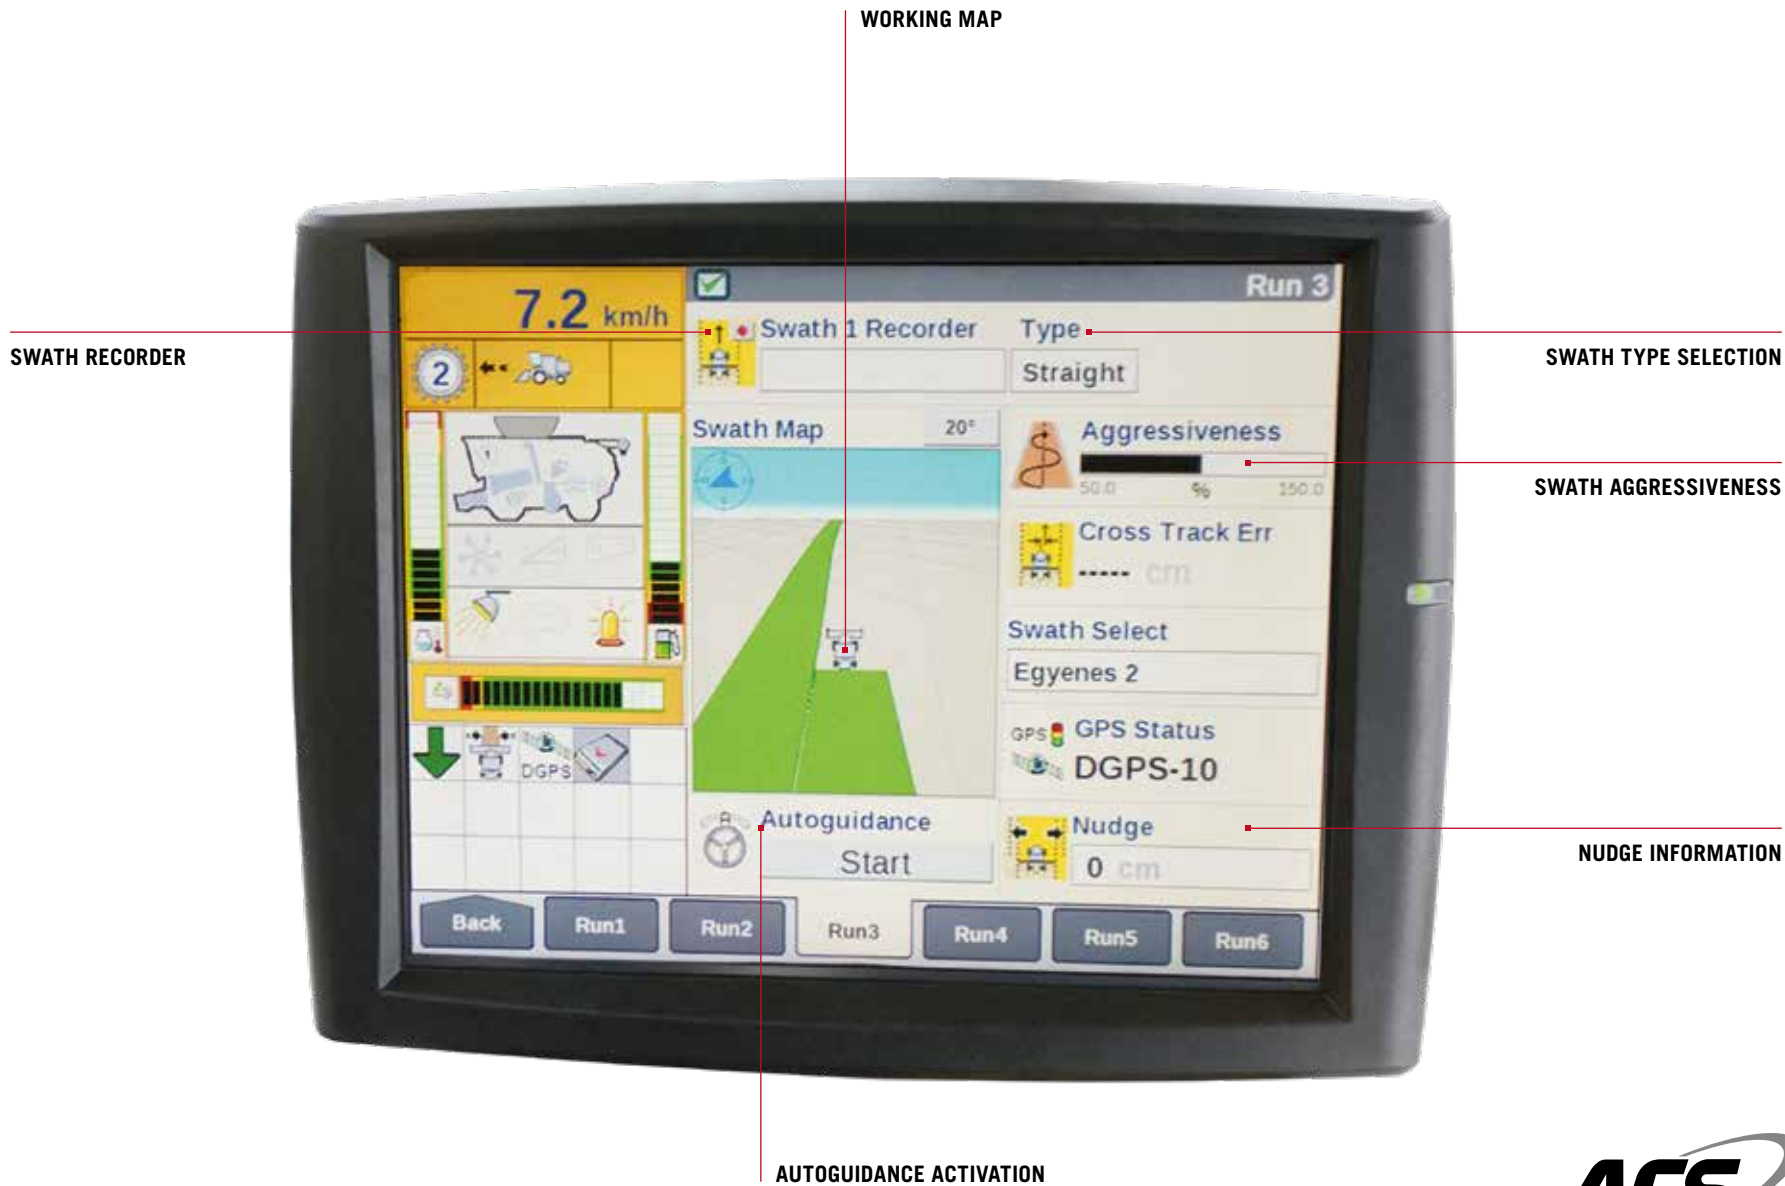 WORKING MAP
7.2 km/h
Run 3
Swath 1 Recorder
Type
SWATH RECORDER
SWATH TYPE SELECTION
2
Straight
Swath Map
20°
Aggressiveness
50.0 % 150.0
SWATH AGGRESSIVENESS
Cross Track Err
----- cm
Swath Select
Egyenes 2
GPS
GPS Status
DGPS
DGPS-10
Autoguidance
Start
Nudge
0 cm
NUDGE INFORMATION
Back
Run1
Run2
Run3
Run4
Run5
Run6
AUTOGUIDANCE ACTIVATION
AFS